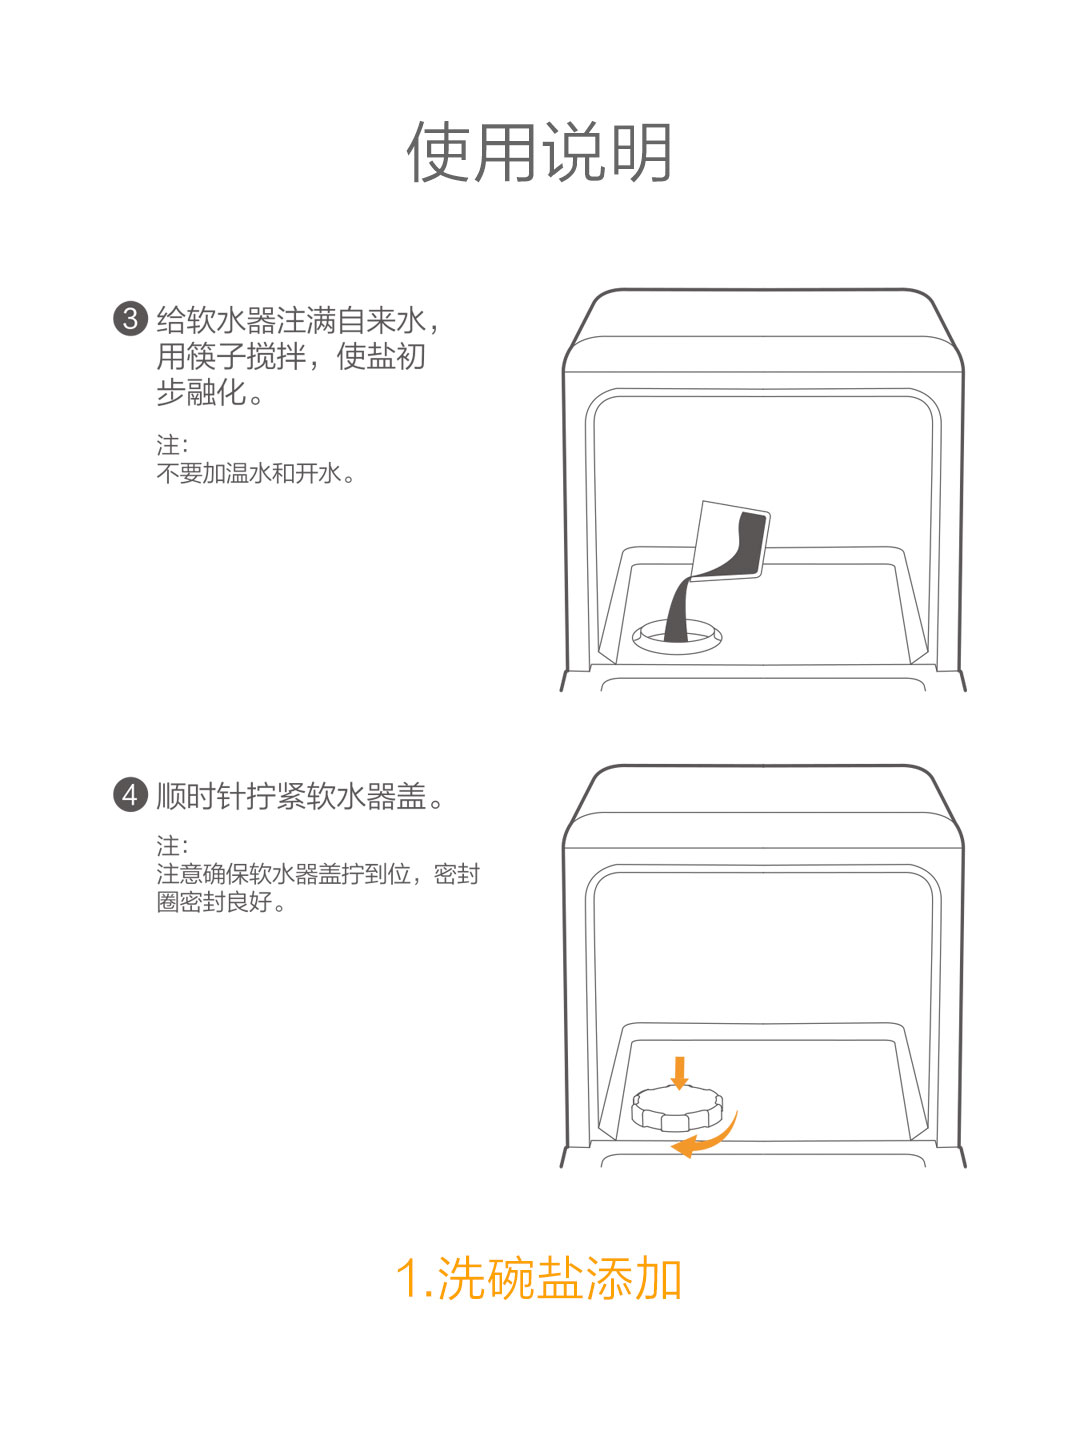 使用说明
3 给软水器注满自来水，
用筷子搅拌，使盐初
步融化。
注：
不要加温水和开水。
4 顺时针拧紧软水器盖。
注：
注意确保软水器盖拧到位，密封
圈密封良好。
1.洗碗盐添加